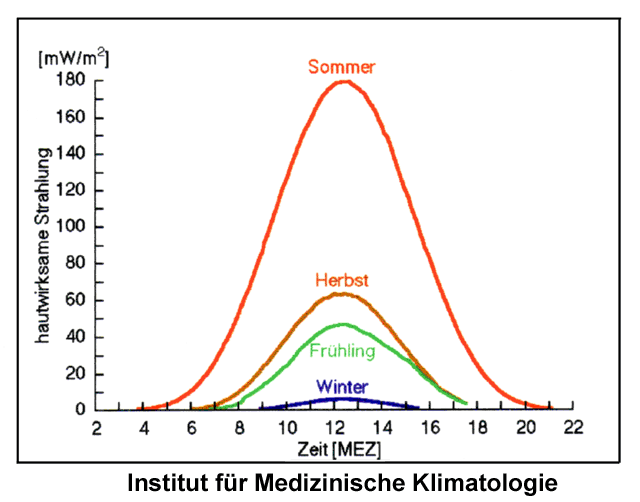 [mW/m²]
Sommer
180
160
140
120
100
80
60
40
20
0
hautwirksame Strahlung
Herbst
Frühling
Winter
2 4 6 8 10 12 14 16 18 20 22
Zeit [MEZ]
Institut für Medizinische Klimatologie